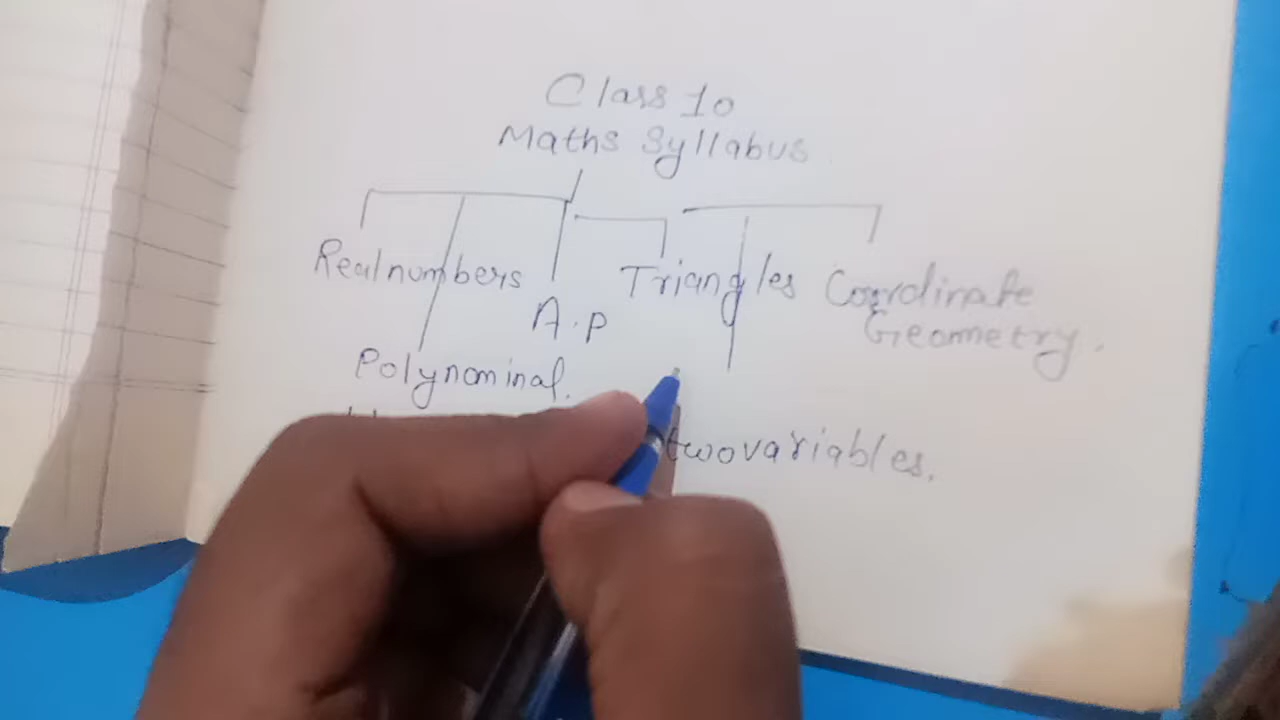 Class 10
Maths Syllabus
Realnumbers
Triangles
Coordinate
Geometry.
A.P
Polynominal.
twovariables.